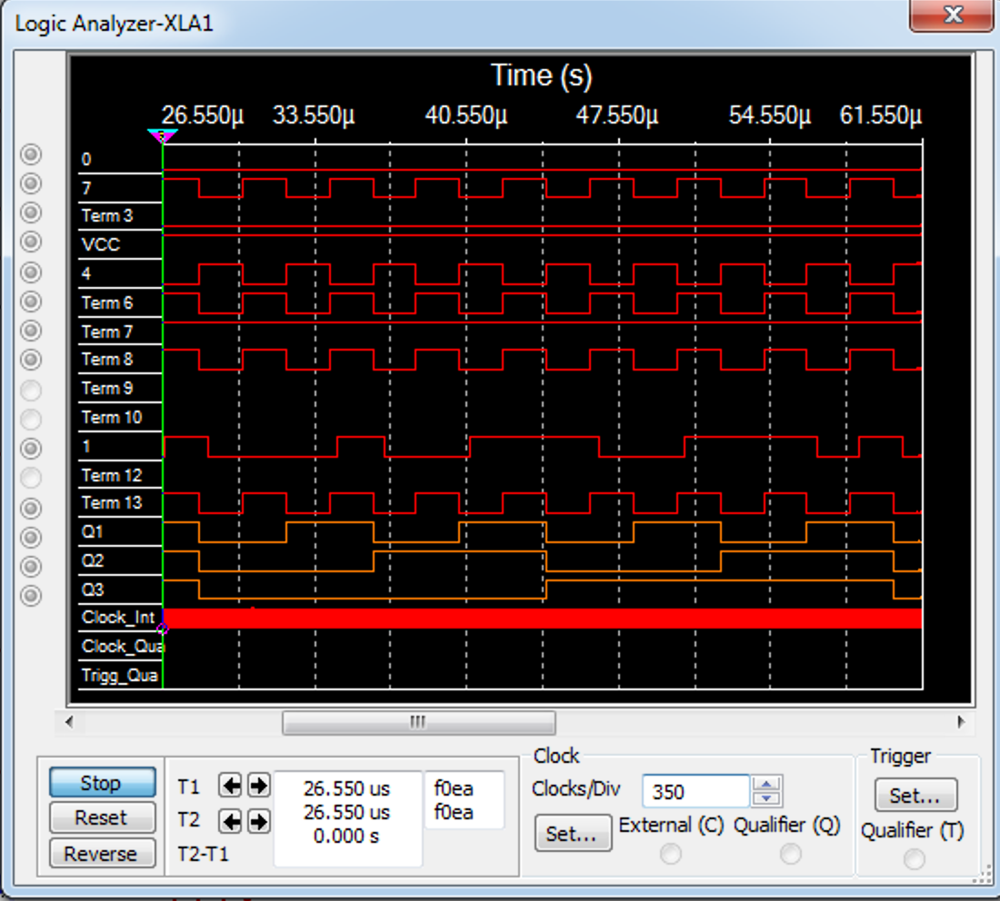 Logic Analyzer-XLA1
Time (s)
26.550µ 33.550µ 40.550µ 47.550µ 54.550µ 61.550µ
0
7
Term 3
VCC
4
Term 6
Term 7
Term 8
Term 9
Term 10
1
Term 12
Term 13
Q1
Q2
Q3
Clock_Int
Clock_Qua
Trigg_Qua
Stop
Reset
Reverse
T1 26.550 us f0ea
T2 26.550 us f0ea
T2-T1 0.000 s
Clock
Clocks/Div 350
Set...
External (C) Qualifier (Q)
Trigger
Set...
Qualifier (T)